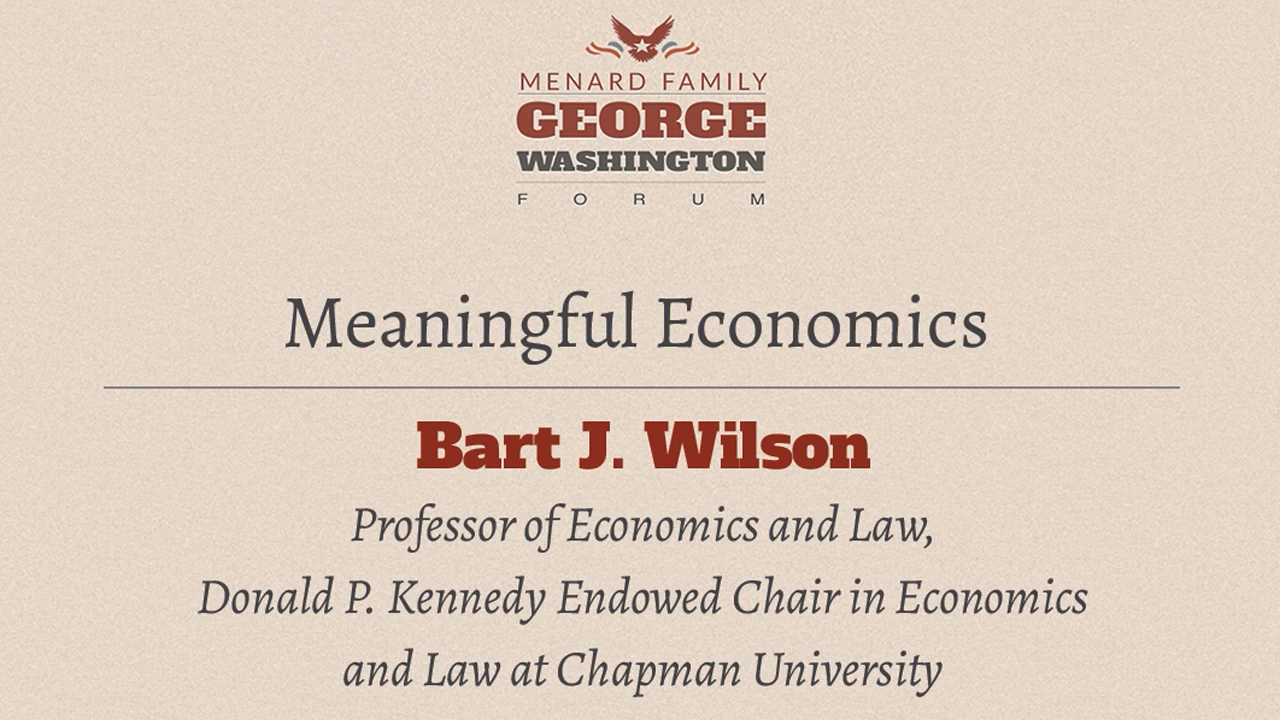 MENARD FAMILY
GEORGE
WASHINGTON
FORUM
Meaningful Economics
Bart J. Wilson
Professor of Economics and Law,
Donald P. Kennedy Endowed Chair in Economics
and Law at Chapman University